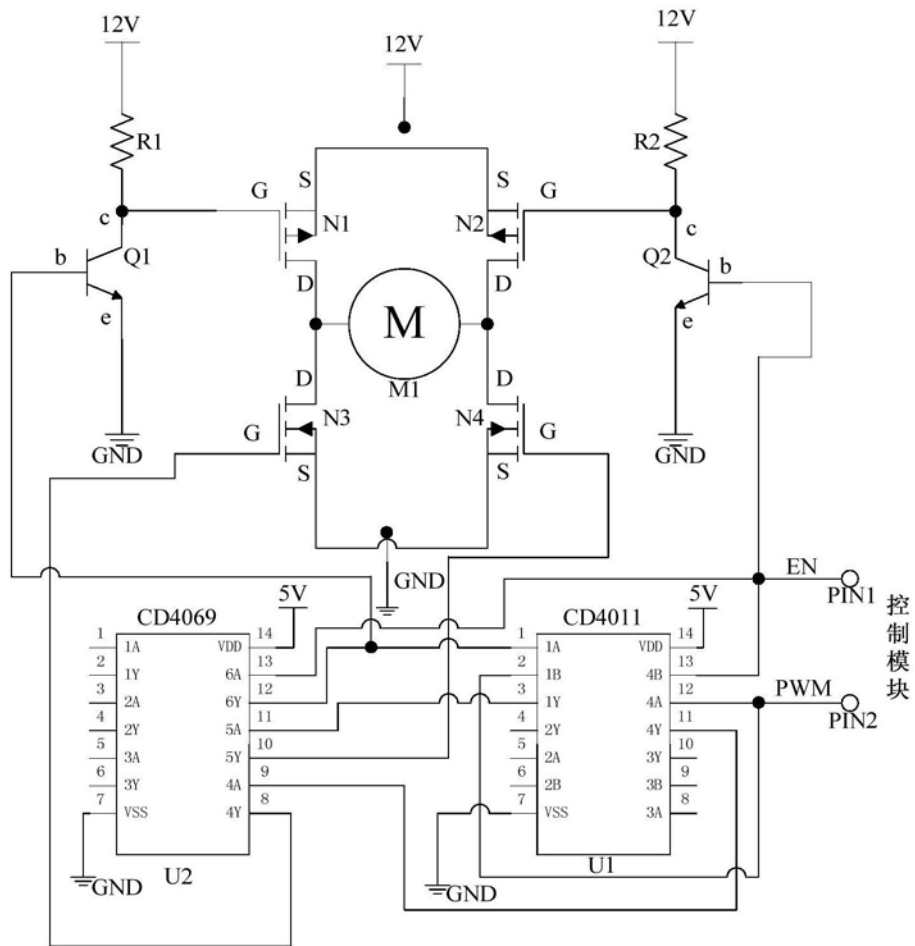 12V
12V
12V
R1
R2
S
S
G
G
c
N1
N2
c
b
Q1
Q2
b
D
D
e
M
e
M1
D
D
G
N3
N4
G
GND
S
S
GND
GND
EN
PIN1
控制模块
CD4069
5V
CD4011
5V
1
1A
VDD
14
2
1Y
6A
13
3
2A
6Y
12
4
2Y
5A
11
5
3A
5Y
10
6
3Y
4A
9
7
VSS
4Y
8
1
1A
VDD
14
2
1B
4B
13
3
1Y
4A
12
4
2Y
4Y
11
5
2A
3Y
10
6
2B
3B
9
7
VSS
3A
8
PWM
PIN2
GND
U2
GND
U1